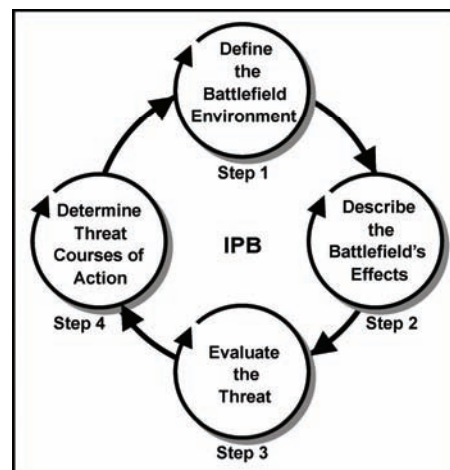 Define
the
Battlefield
Environment
Step 1
Describe
the
Battlefield's
Effects
Step 2
Evaluate
the
Threat
Step 3
Determine
Threat
Courses of
Action
Step 4
IPB